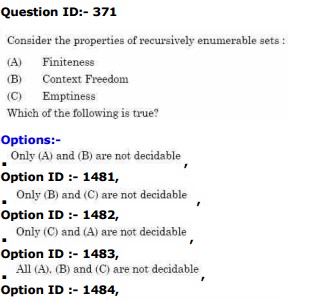 Question ID:- 371
Consider the properties of recursively enumerable sets :
(A) Finiteness
(B) Context Freedom
(C) Emptiness
Which of the following is true?
Options:-
▪ Only (A) and (B) are not decidable ,
Option ID :- 1481,
▪ Only (B) and (C) are not decidable ,
Option ID :- 1482,
▪ Only (C) and (A) are not decidable ,
Option ID :- 1483,
▪ All (A), (B) and (C) are not decidable ,
Option ID :- 1484,